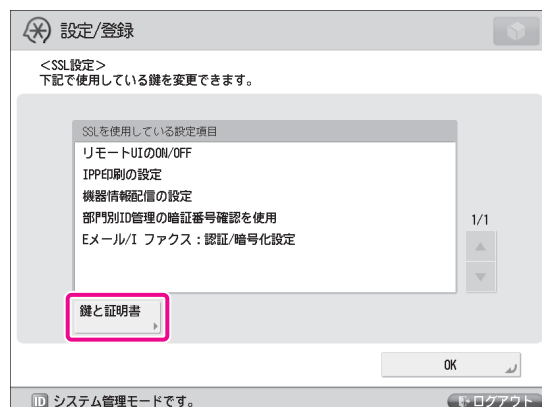 設定/登録
<SSL設定>
下記で使用している鍵を変更できます。
SSLを使用している設定項目
リモートUIのON/OFF
IPP印刷の設定
機器情報配信の設定
部門別ID管理の暗証番号確認を使用
Eメール/I ファクス:認証/暗号化設定
1/1
鍵と証明書
OK
ID システム管理モードです。
ログアウト